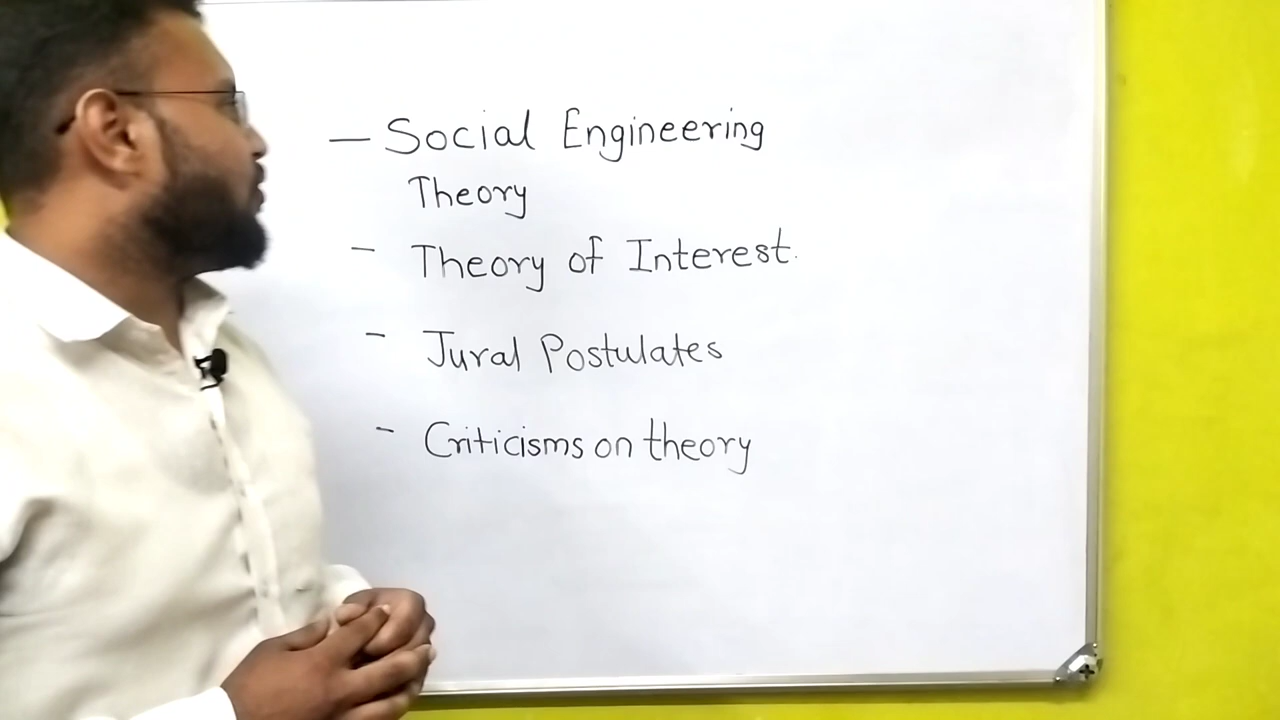 — Social Engineering
Theory
- Theory of Interest.
- Jural Postulates
- Criticisms on theory